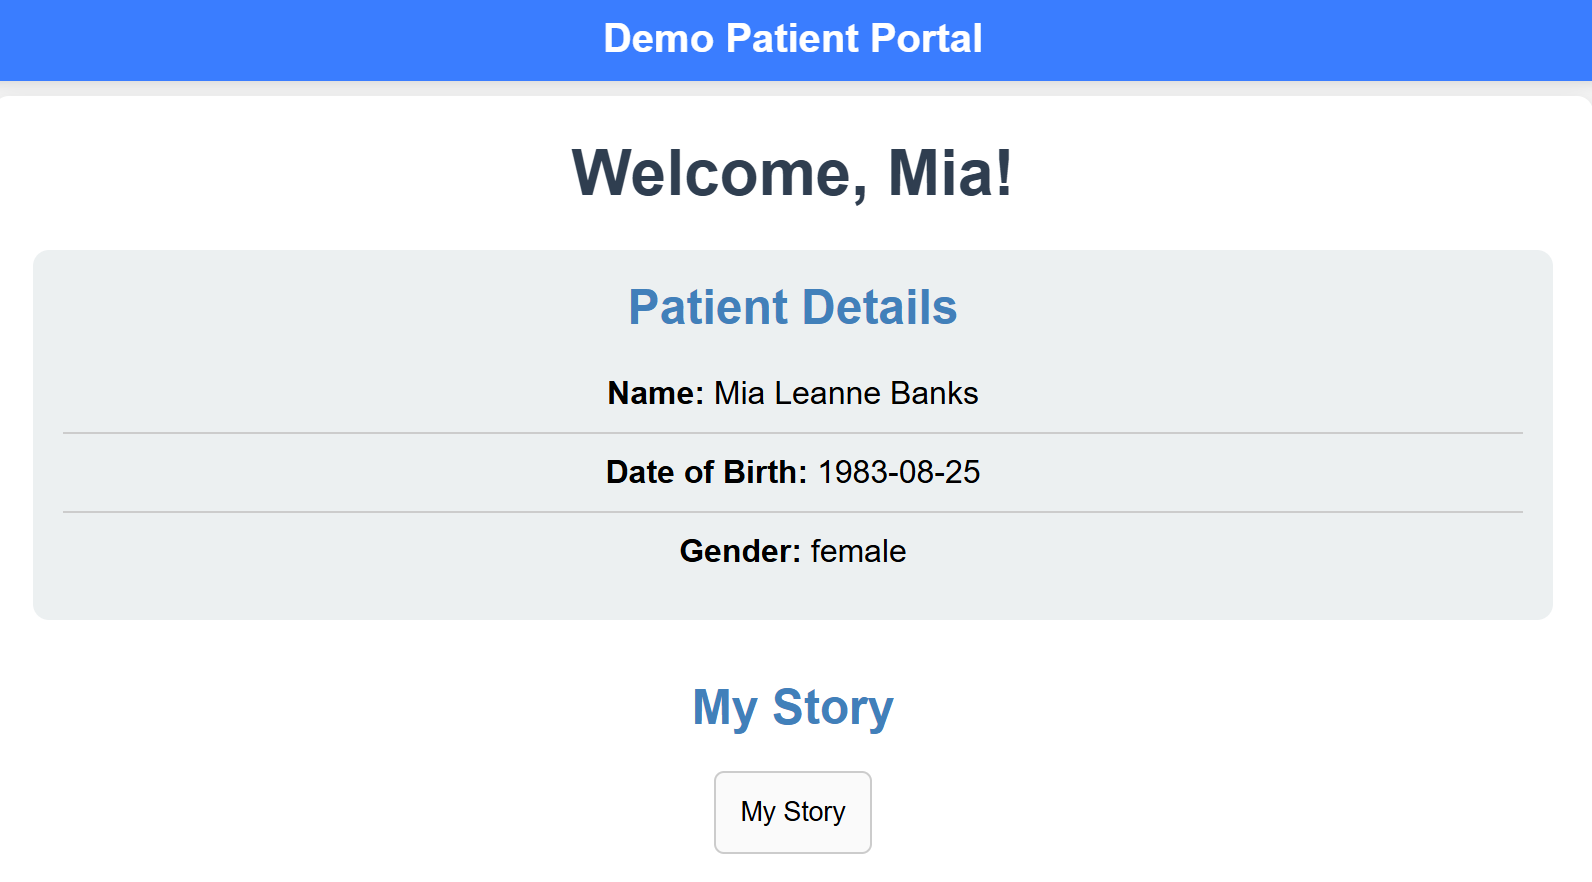 Demo Patient Portal
Welcome, Mia!
Patient Details
Name: Mia Leanne Banks
Date of Birth: 1983-08-25
Gender: female
My Story
My Story